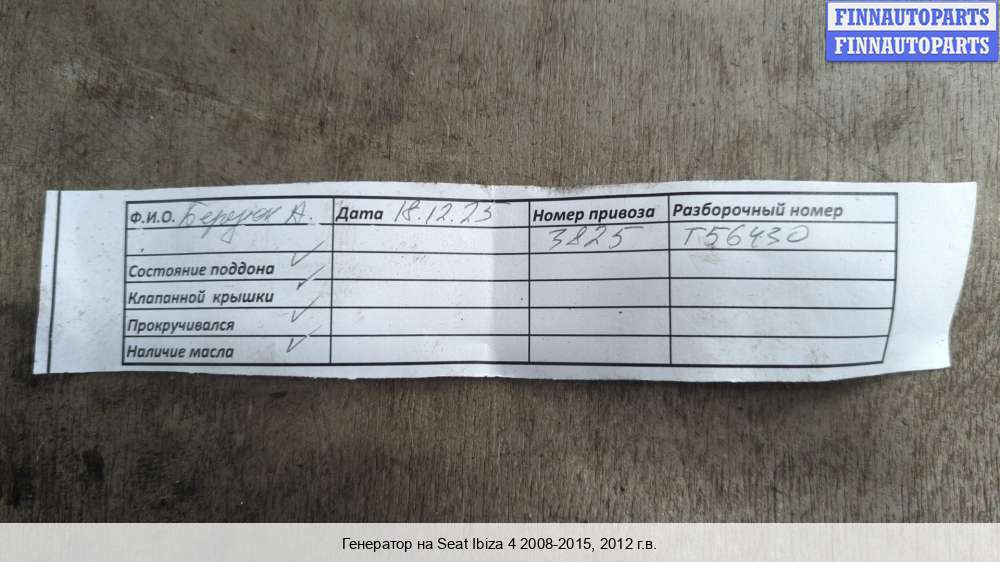 FINNAUTOPARTS
FINNAUTOPARTS
Ф.И.О. Березюк А. Дата 18.12.25 Номер привоза Разборочный номер
3825 Т56430
Состояние поддона ✓
Клапанной крышки ✓
Прокручивался ✓
Наличие масла ✓
Генератор на Seat Ibiza 4 2008-2015, 2012 г.в.